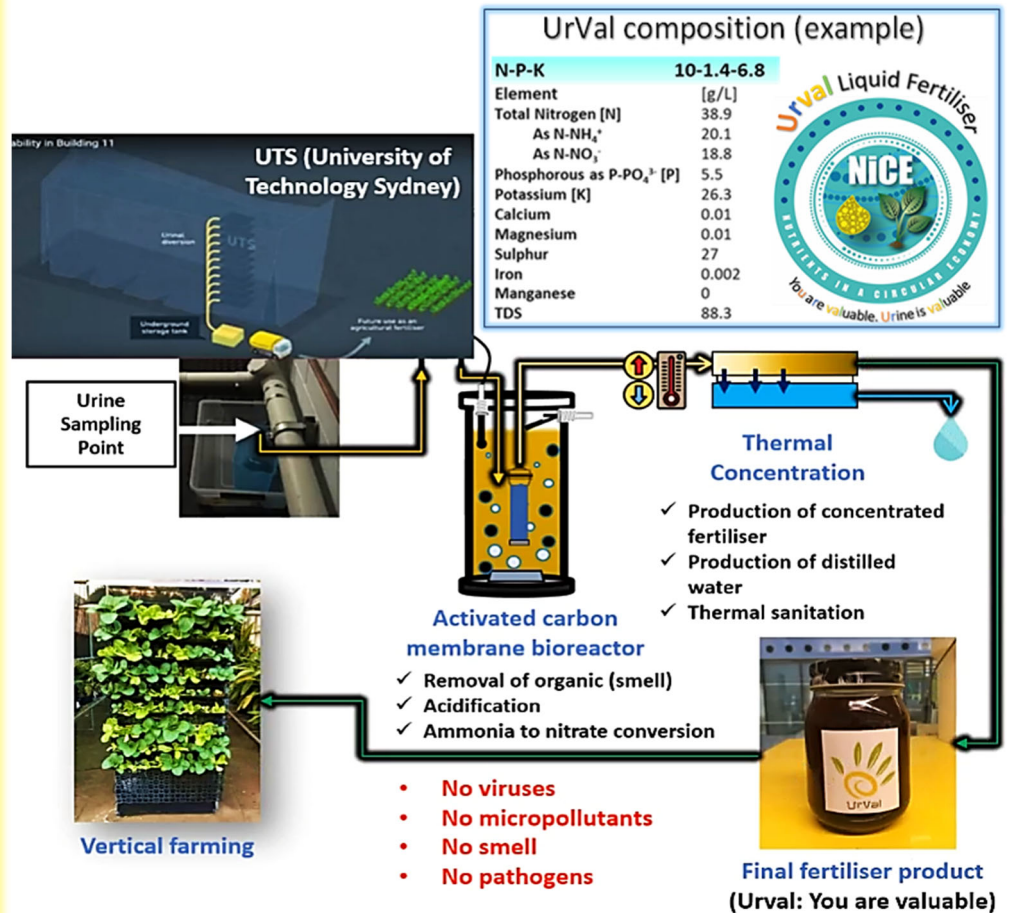 UrVal composition (example)
N-P-K 10-1.4-6.8
Element [g/L]
Total Nitrogen [N] 38.9
As N-NH₄⁺ 20.1
As N-NO₃⁻ 18.8
Phosphorous as P-PO₄³⁻ [P] 5.5
Potassium [K] 26.3
Calcium 0.01
Magnesium 0.01
Sulphur 27
Iron 0.002
Manganese 0
TDS 88.3
Urval Liquid Fertiliser
NiCE
NUTRIENTS IN A CIRCULAR ECONOMY
You are valuable. Urine is valuable
ability in Building 11
UTS (University of
Technology Sydney)
Urinal
diversion
UTS
Underground
storage tank
Future use as an
agricultural fertiliser
Urine
Sampling
Point
Thermal
Concentration
✓ Production of concentrated
fertiliser
✓ Production of distilled
water
✓ Thermal sanitation
Activated carbon
membrane bioreactor
✓ Removal of organic (smell)
✓ Acidification
✓ Ammonia to nitrate conversion
• No viruses
• No micropollutants
• No smell
• No pathogens
Vertical farming
UrVal
Final fertiliser product
(Urval: You are valuable)